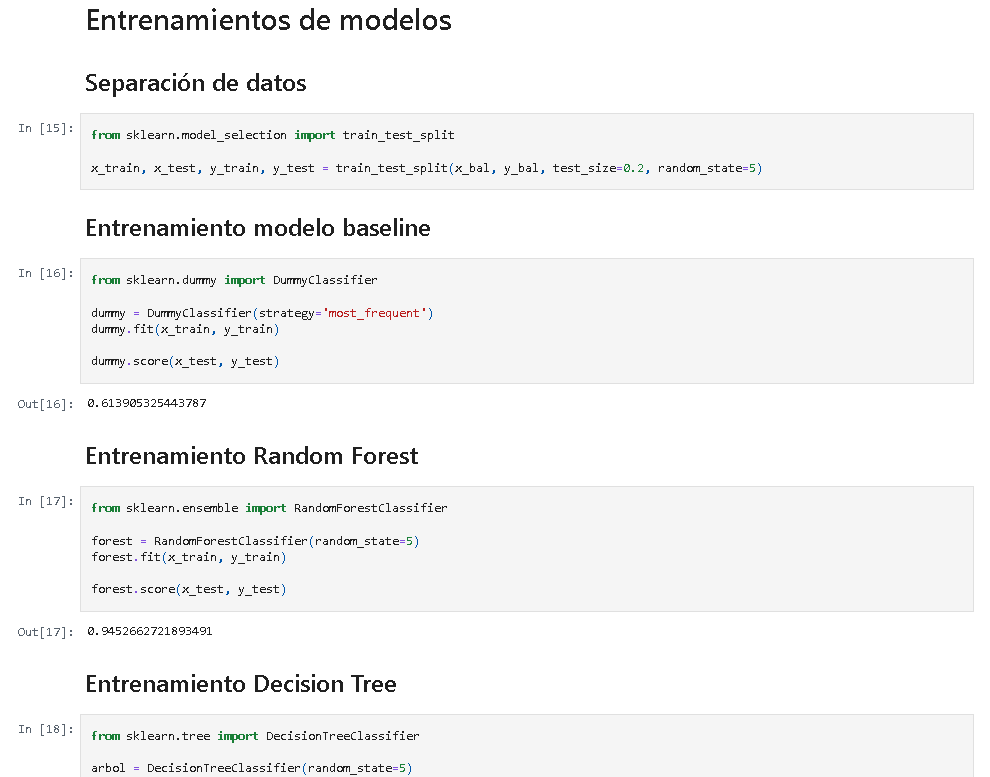 Entrenamientos de modelos
Separación de datos
In [15]:
from sklearn.model_selection import train_test_split
x_train, x_test, y_train, y_test = train_test_split(x_bal, y_bal, test_size=0.2, random_state=5)
Entrenamiento modelo baseline
In [16]:
from sklearn.dummy import DummyClassifier
dummy = DummyClassifier(strategy='most_frequent')
dummy.fit(x_train, y_train)
dummy.score(x_test, y_test)
Out[16]: 0.613905325443787
Entrenamiento Random Forest
In [17]:
from sklearn.ensemble import RandomForestClassifier
forest = RandomForestClassifier(random_state=5)
forest.fit(x_train, y_train)
forest.score(x_test, y_test)
Out[17]: 0.9452662721893491
Entrenamiento Decision Tree
In [18]:
from sklearn.tree import DecisionTreeClassifier
arbol = DecisionTreeClassifier(random_state=5)